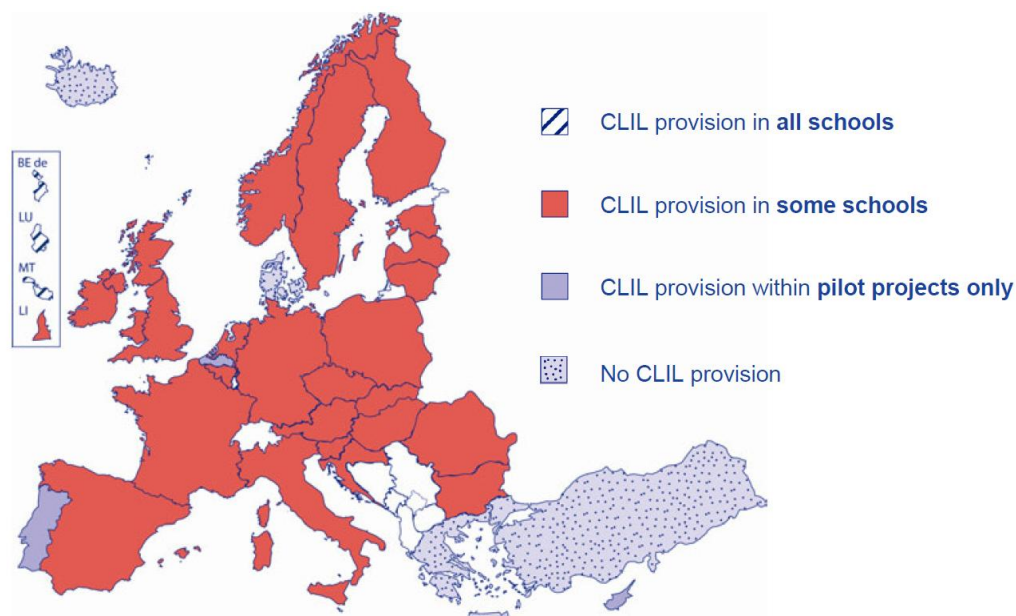 BE de
LU
MT
LI
CLIL provision in all schools
CLIL provision in some schools
CLIL provision within pilot projects only
No CLIL provision